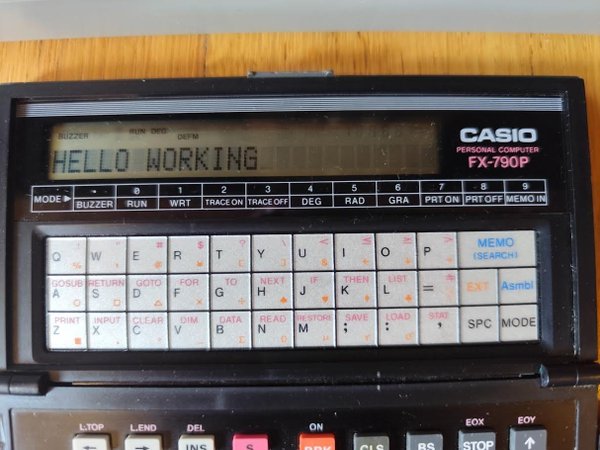 BUZZER RUN DEG DEFM
HELLO WORKING
CASIO
PERSONAL COMPUTER
FX-790P
MODE ▶ • 0 1 2 3 4 5 6 7 8 9
BUZZER RUN WRT TRACE ON TRACE OFF DEG RAD GRA PRT ON PRT OFF MEMO IN
Q W E R T Y U I O P MEMO
(SEARCH)
GOSUB RETURN GOTO FOR TO NEXT IF THEN LIST
A S D F G H J K L = EXT Asmbl
PRINT INPUT CLEAR DIM DATA READ RESTORE SAVE LOAD STAT
Z X C V B N M ; : SPC MODE
L.TOP L.END DEL ON EOX EOY
← → INS S BRK CLS BS STOP ↑